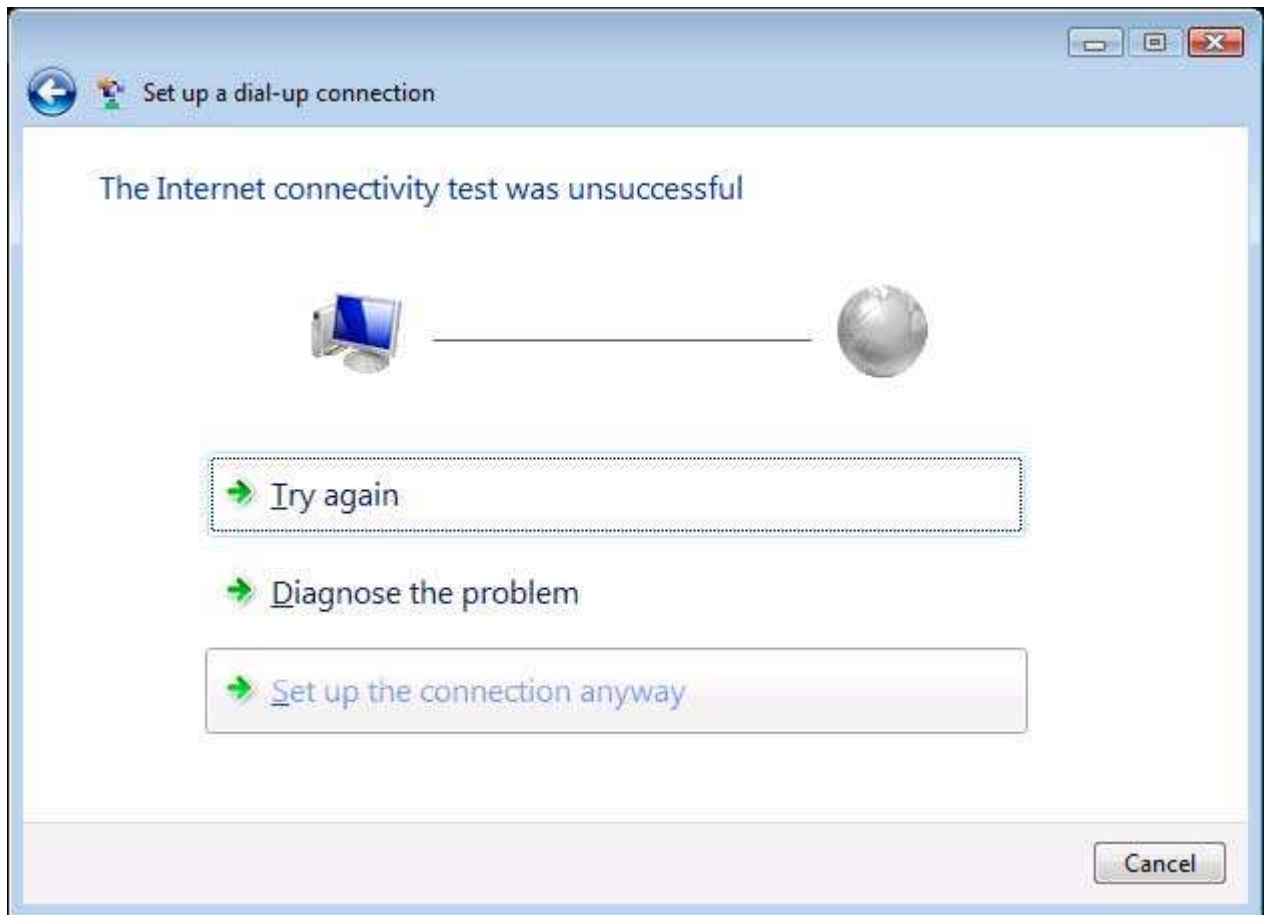 Set up a dial-up connection
The Internet connectivity test was unsuccessful
Try again
Diagnose the problem
Set up the connection anyway
Cancel